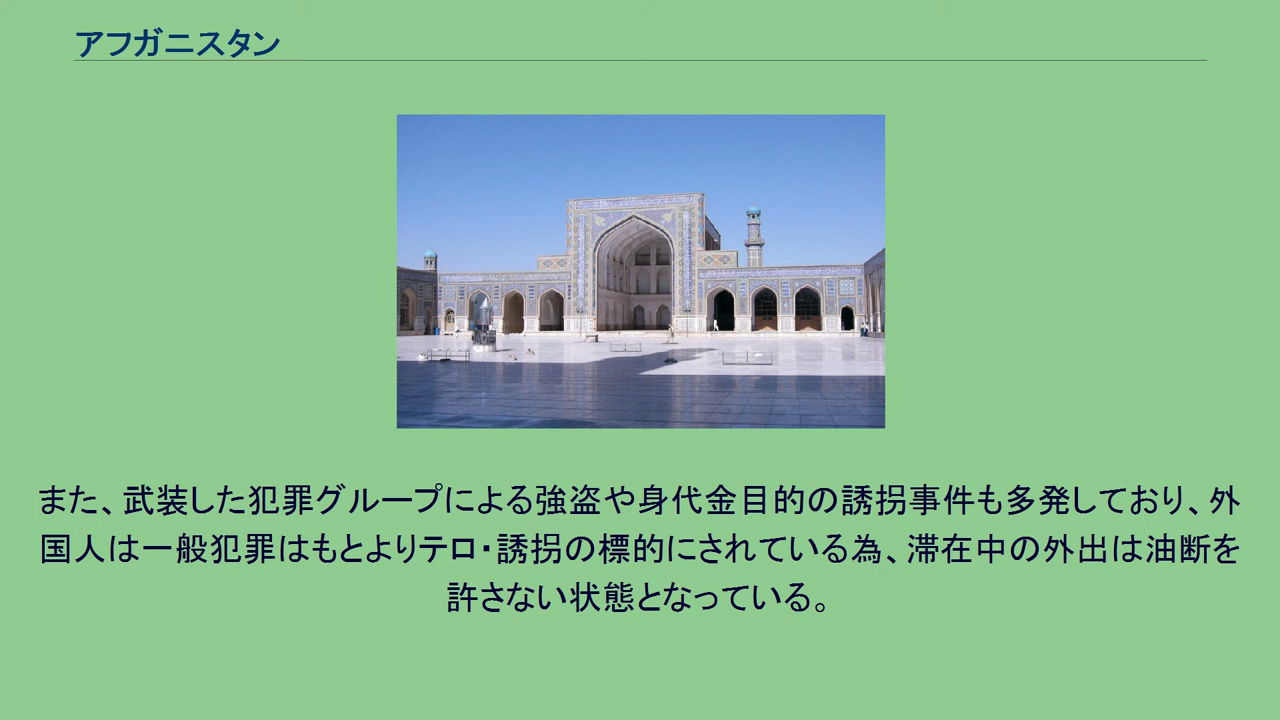 アフガニスタン
また、武装した犯罪グループによる強盗や身代金目的の誘拐事件も多発しており、外
国人は一般犯罪はもとよりテロ・誘拐の標的にされている為、滞在中の外出は油断を
許さない状態となっている。